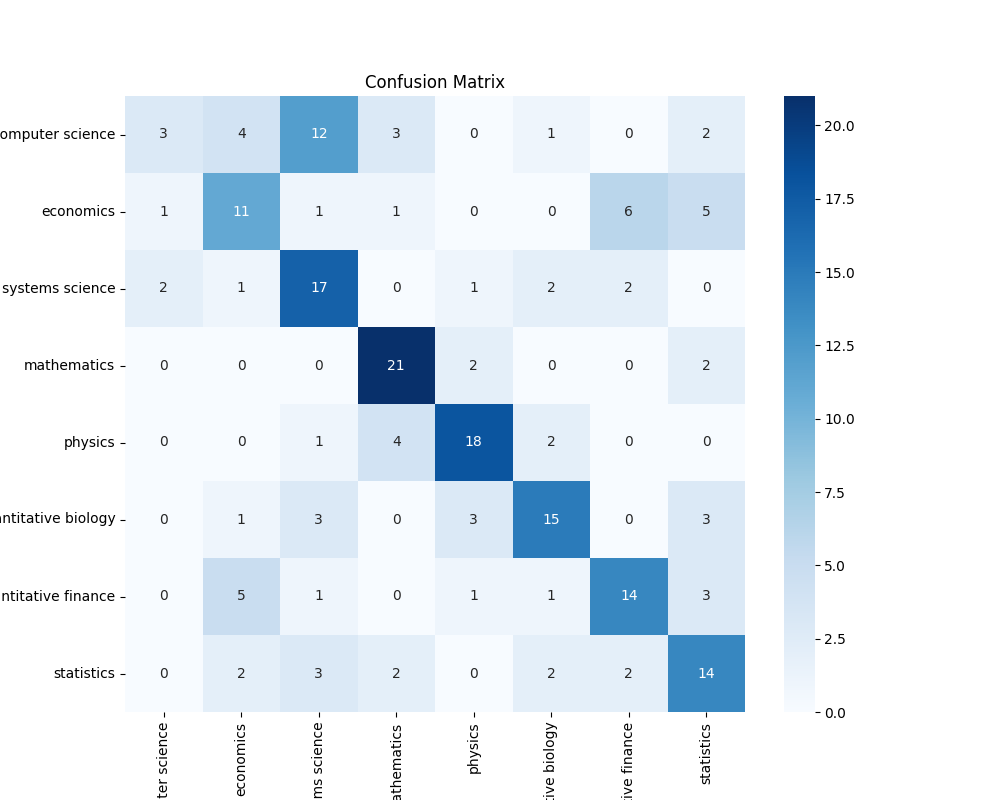 Confusion Matrix
omputer science 3 4 12 3 0 1 0 2
economics 1 11 1 1 0 0 6 5
systems science 2 1 17 0 1 2 2 0
mathematics 0 0 0 21 2 0 0 2
physics 0 0 1 4 18 2 0 0
ntitative biology 0 1 3 0 3 15 0 3
ntitative finance 0 5 1 0 1 1 14 3
statistics 0 2 3 2 0 2 2 14
ter science
economics
ms science
athematics
physics
tive biology
tive finance
statistics
20.0
17.5
15.0
12.5
10.0
7.5
5.0
2.5
0.0